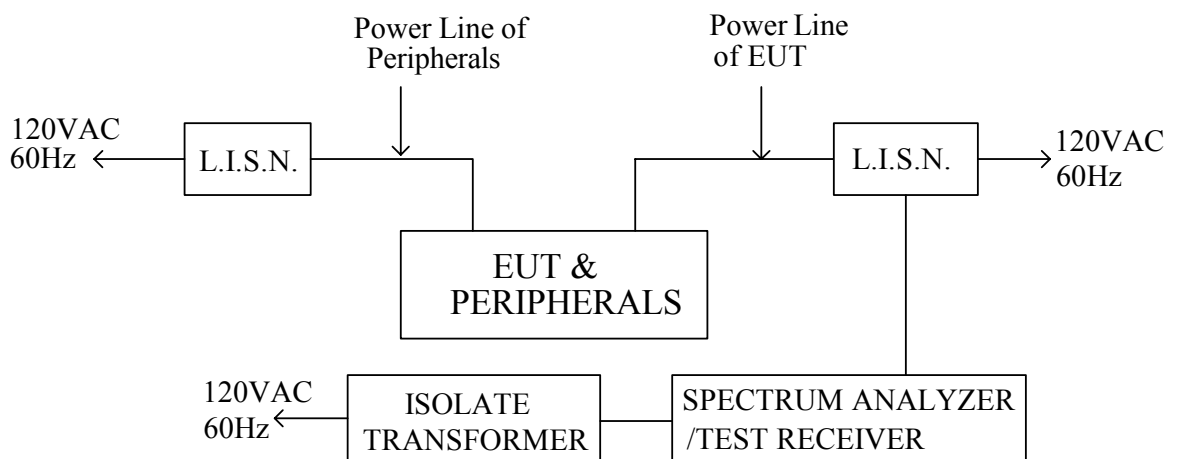 Power Line of
Peripherals
Power Line
of EUT
120VAC
60Hz
L.I.S.N.
L.I.S.N.
120VAC
60Hz
EUT &
PERIPHERALS
120VAC
60Hz
ISOLATE
TRANSFORMER
SPECTRUM ANALYZER
/TEST RECEIVER